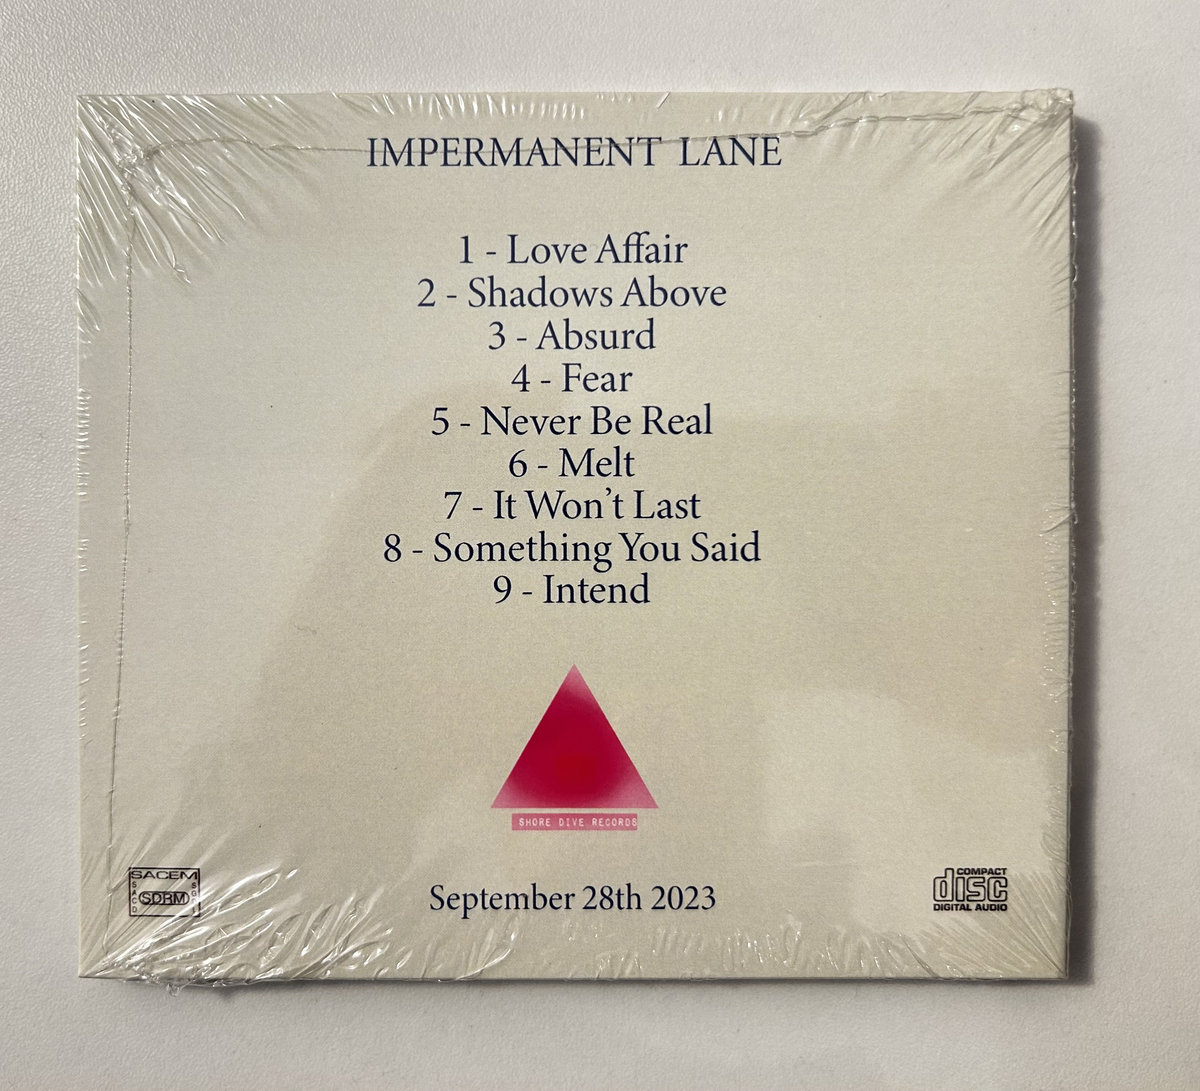 IMPERMANENT LANE
1 - Love Affair
2 - Shadows Above
3 - Absurd
4 - Fear
5 - Never Be Real
6 - Melt
7 - It Won’t Last
8 - Something You Said
9 - Intend
SHORE DIVE RECORDS
SACEM
SACD
SDRM
September 28th 2023
COMPACT
disc
DIGITAL AUDIO